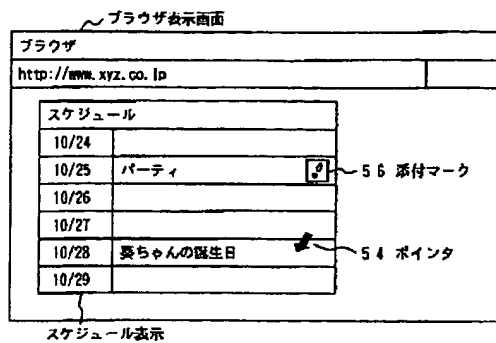 ブラウザ表示画面
ブラウザ
http://www.xyz.co.jp
スケジュール
10/24
10/25 パーティ
56 添付マーク
10/26
10/27
10/28 葵ちゃんの誕生日
54 ポインタ
10/29
スケジュール表示